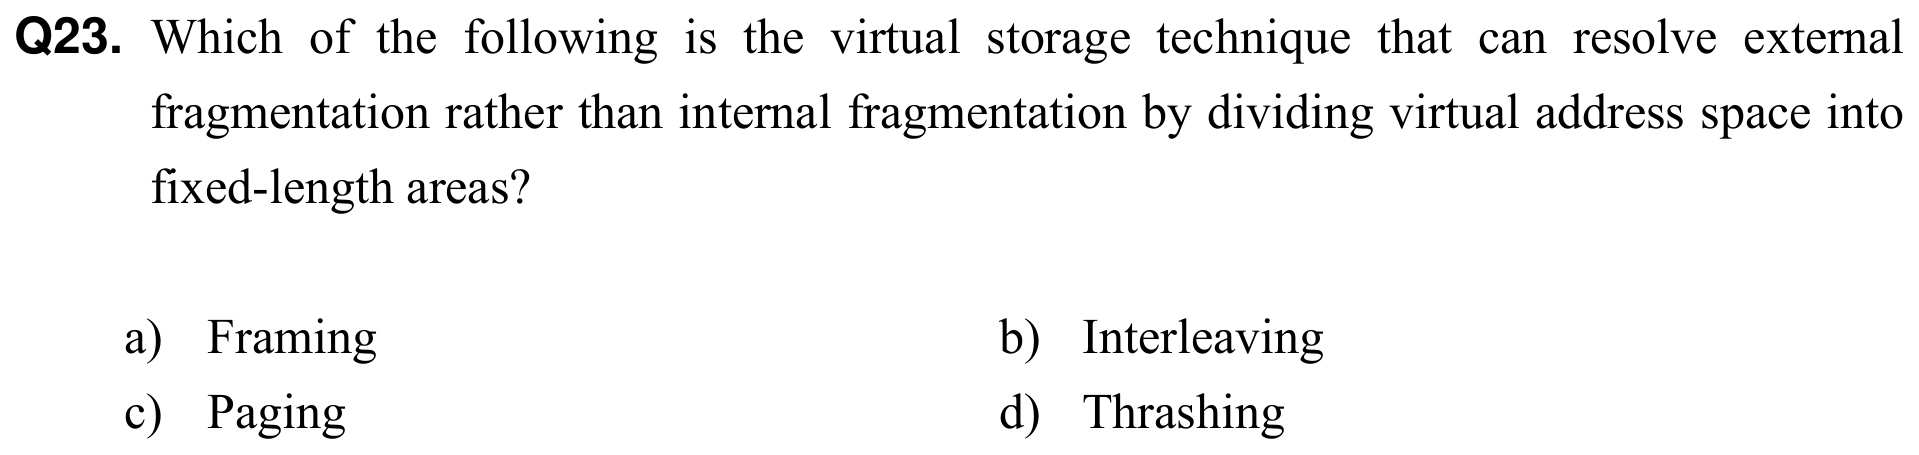 Q23. Which of the following is the virtual storage technique that can resolve external
fragmentation rather than internal fragmentation by dividing virtual address space into
fixed-length areas?
a) Framing b) Interleaving
c) Paging d) Thrashing